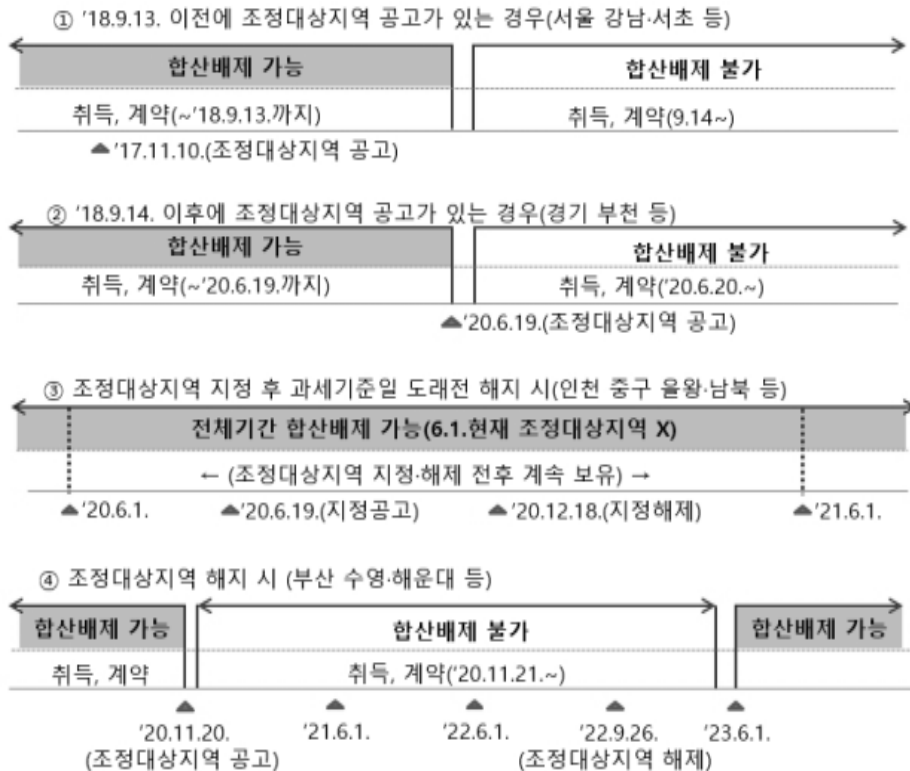 ① '18.9.13. 이전에 조정대상지역 공고가 있는 경우(서울 강남·서초 등)
합산배제 가능 합산배제 불가
취득, 계약(~'18.9.13.까지) 취득, 계약(9.14~)
▲'17.11.10.(조정대상지역 공고)
② '18.9.14. 이후에 조정대상지역 공고가 있는 경우(경기 부천 등)
합산배제 가능 합산배제 불가
취득, 계약(~'20.6.19.까지) 취득, 계약('20.6.20.~)
▲'20.6.19.(조정대상지역 공고)
③ 조정대상지역 지정 후 과세기준일 도래전 해지 시(인천 중구 을왕·남북 등)
전체기간 합산배제 가능(6.1.현재 조정대상지역 X)
← (조정대상지역 지정·해제 전후 계속 보유) →
▲'20.6.1. ▲'20.6.19.(지정공고) ▲'20.12.18.(지정해제) ▲'21.6.1.
④ 조정대상지역 해지 시 (부산 수영·해운대 등)
합산배제 가능 합산배제 불가 합산배제 가능
취득, 계약 취득, 계약('20.11.21.~)
▲ ▲ ▲ ▲ ▲
'20.11.20. '21.6.1. '22.6.1. '22.9.26. '23.6.1.
(조정대상지역 공고) (조정대상지역 해제)